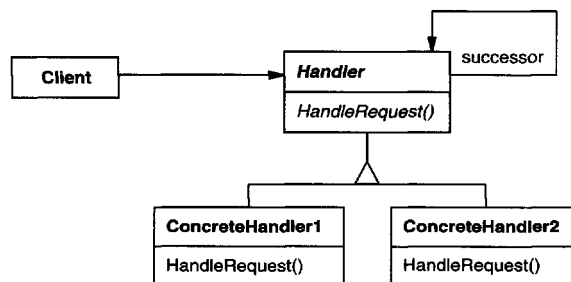 successor
Client
Handler
HandleRequest()
ConcreteHandler1
ConcreteHandler2
HandleRequest()
HandleRequest()